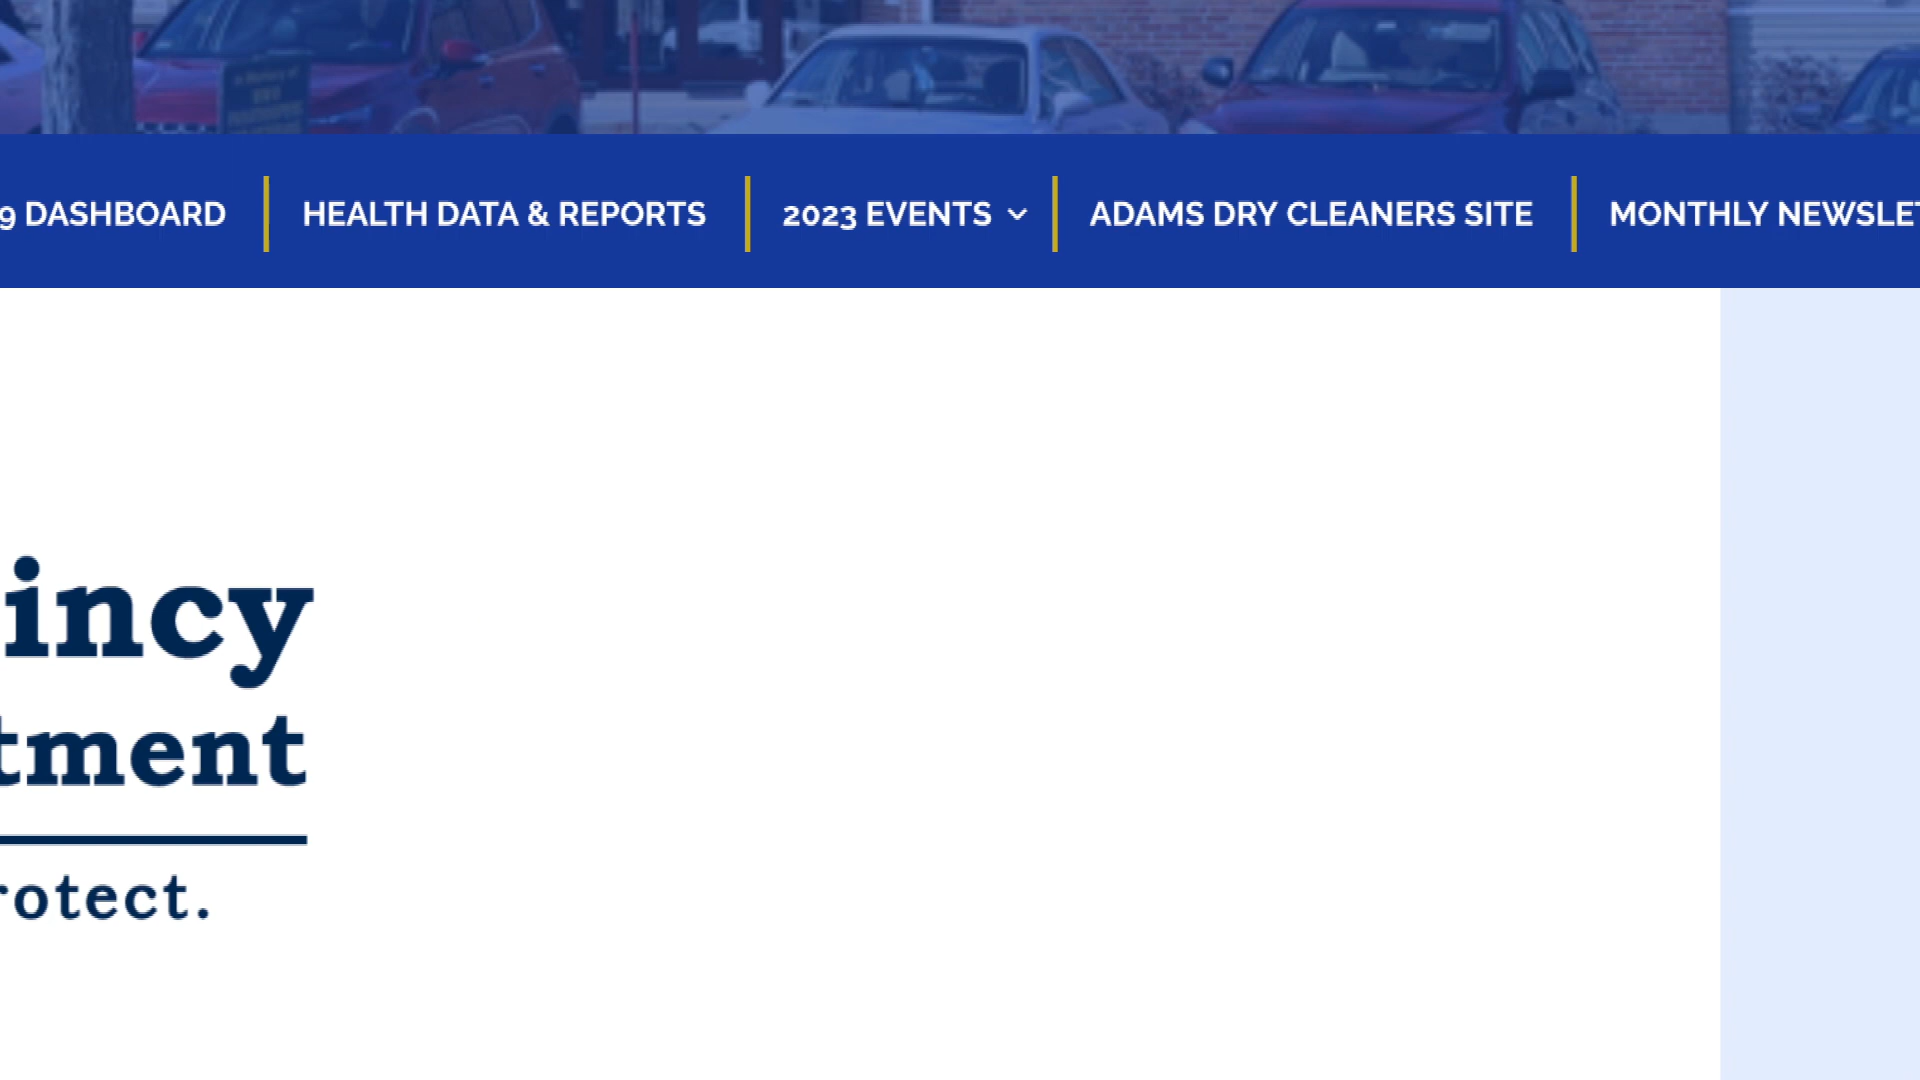 9 DASHBOARD
HEALTH DATA & REPORTS
2023 EVENTS
ADAMS DRY CLEANERS SITE
MONTHLY NEWSLET
incy
tment
rotect.